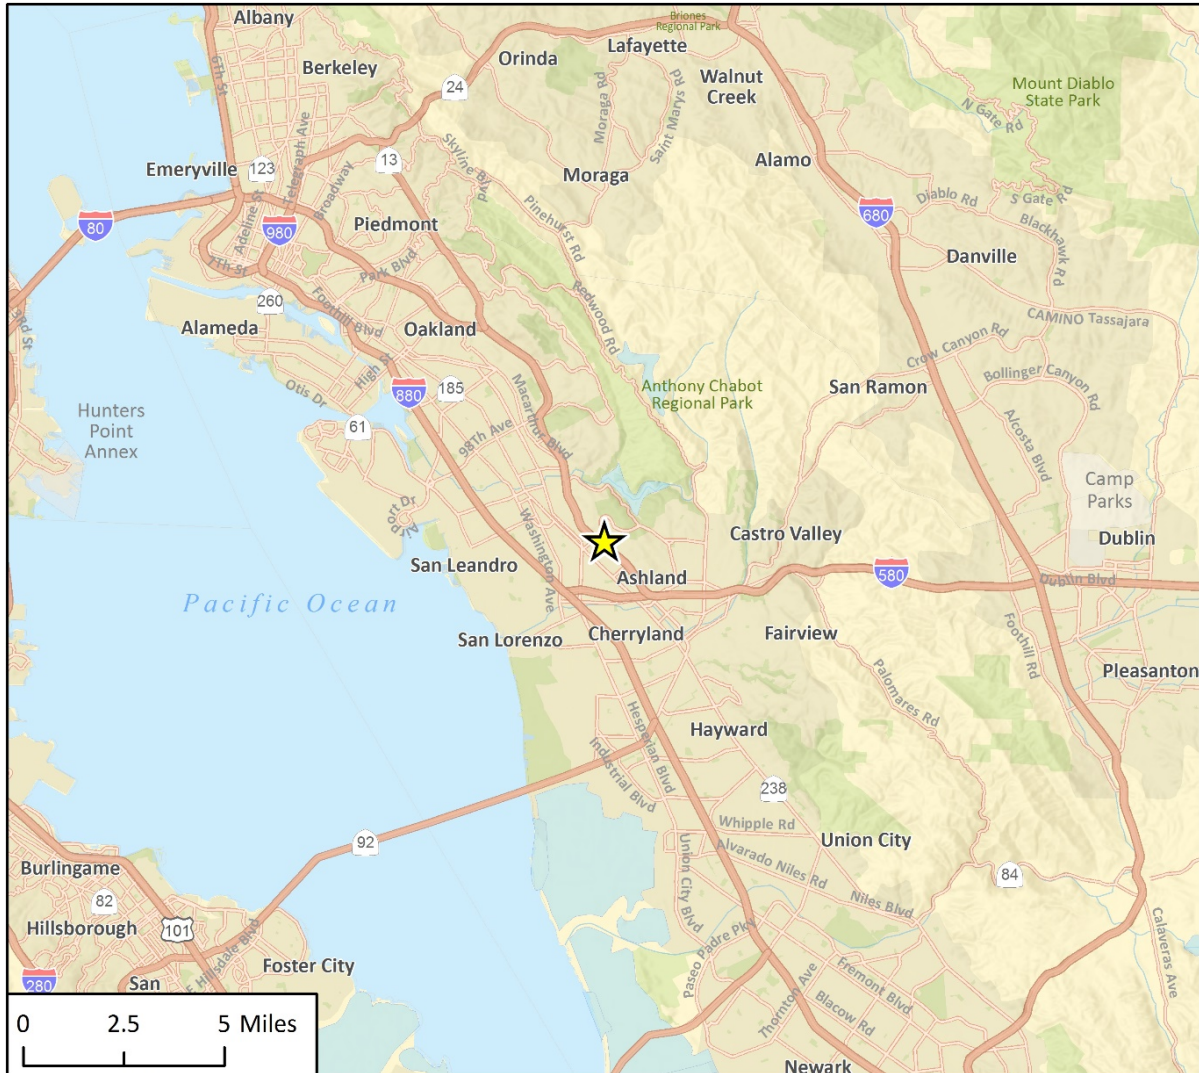 Albany
Briones
Regional Park
Lafayette
Orinda
Berkeley
6Th St
24
Walnut
Creek
Mount Diablo
State Park
N Gate Rd
Moraga Rd
Saint Marys Rd
Skyline Blvd
Emeryville
123
Telegraph Ave
13
Broadway
Moraga
Alamo
Diablo Rd
S Gate Rd
Blackhawk Rd
680
80
980
Adeline St
Piedmont
Pinehurst Rd
Danville
7Th St
Park Blvd
260
Foothill Blvd
Redwood Rd
3Rd St
Alameda
Oakland
CAMINO Tassajara
Crow Canyon Rd
High St
Otis Dr
880
185
Macarthur Blvd
Anthony Chabot
Regional Park
San Ramon
Bollinger Canyon Rd
Hunters
Point
Annex
61
98Th Ave
Alcosta Blvd
Camp
Parks
Airport Dr
Washington Ave
Castro Valley
Dublin
San Leandro
Ashland
580
Dublin Blvd
Pacific Ocean
San Lorenzo
Cherryland
Fairview
Foothill Rd
Pleasanton
Palomares Rd
Hesperian Blvd
Hayward
Industrial Blvd
238
Whipple Rd
92
Union City
Alvarado Niles Rd
Union City Blvd
Burlingame
82
84
Niles Blvd
Hillsborough
101
E Hillsdale Blvd
Foster City
Paseo Padre Pky
Calaveras Ave
280
San
Thornton Ave
Fremont Blvd
Blacow Rd
0 2.5 5 Miles
Newark